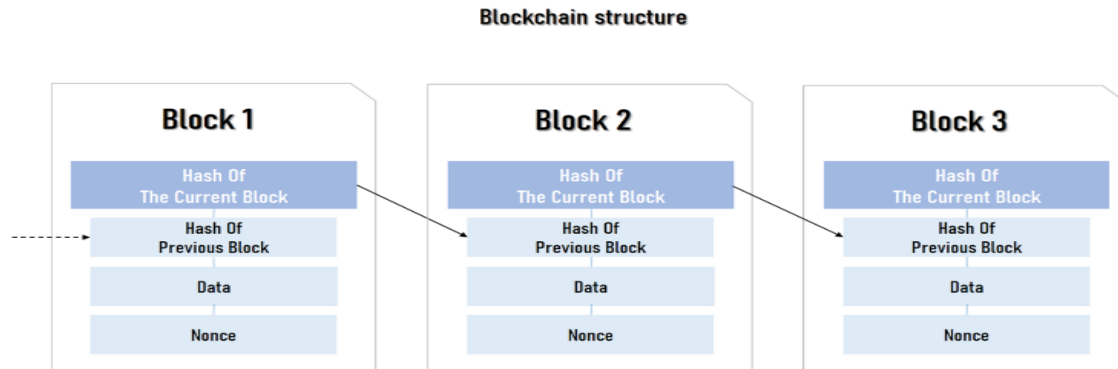 Blockchain structure
Block 1
Hash Of
The Current Block
Hash Of
Previous Block
Data
Nonce
Block 2
Hash Of
The Current Block
Hash Of
Previous Block
Data
Nonce
Block 3
Hash Of
The Current Block
Hash Of
Previous Block
Data
Nonce